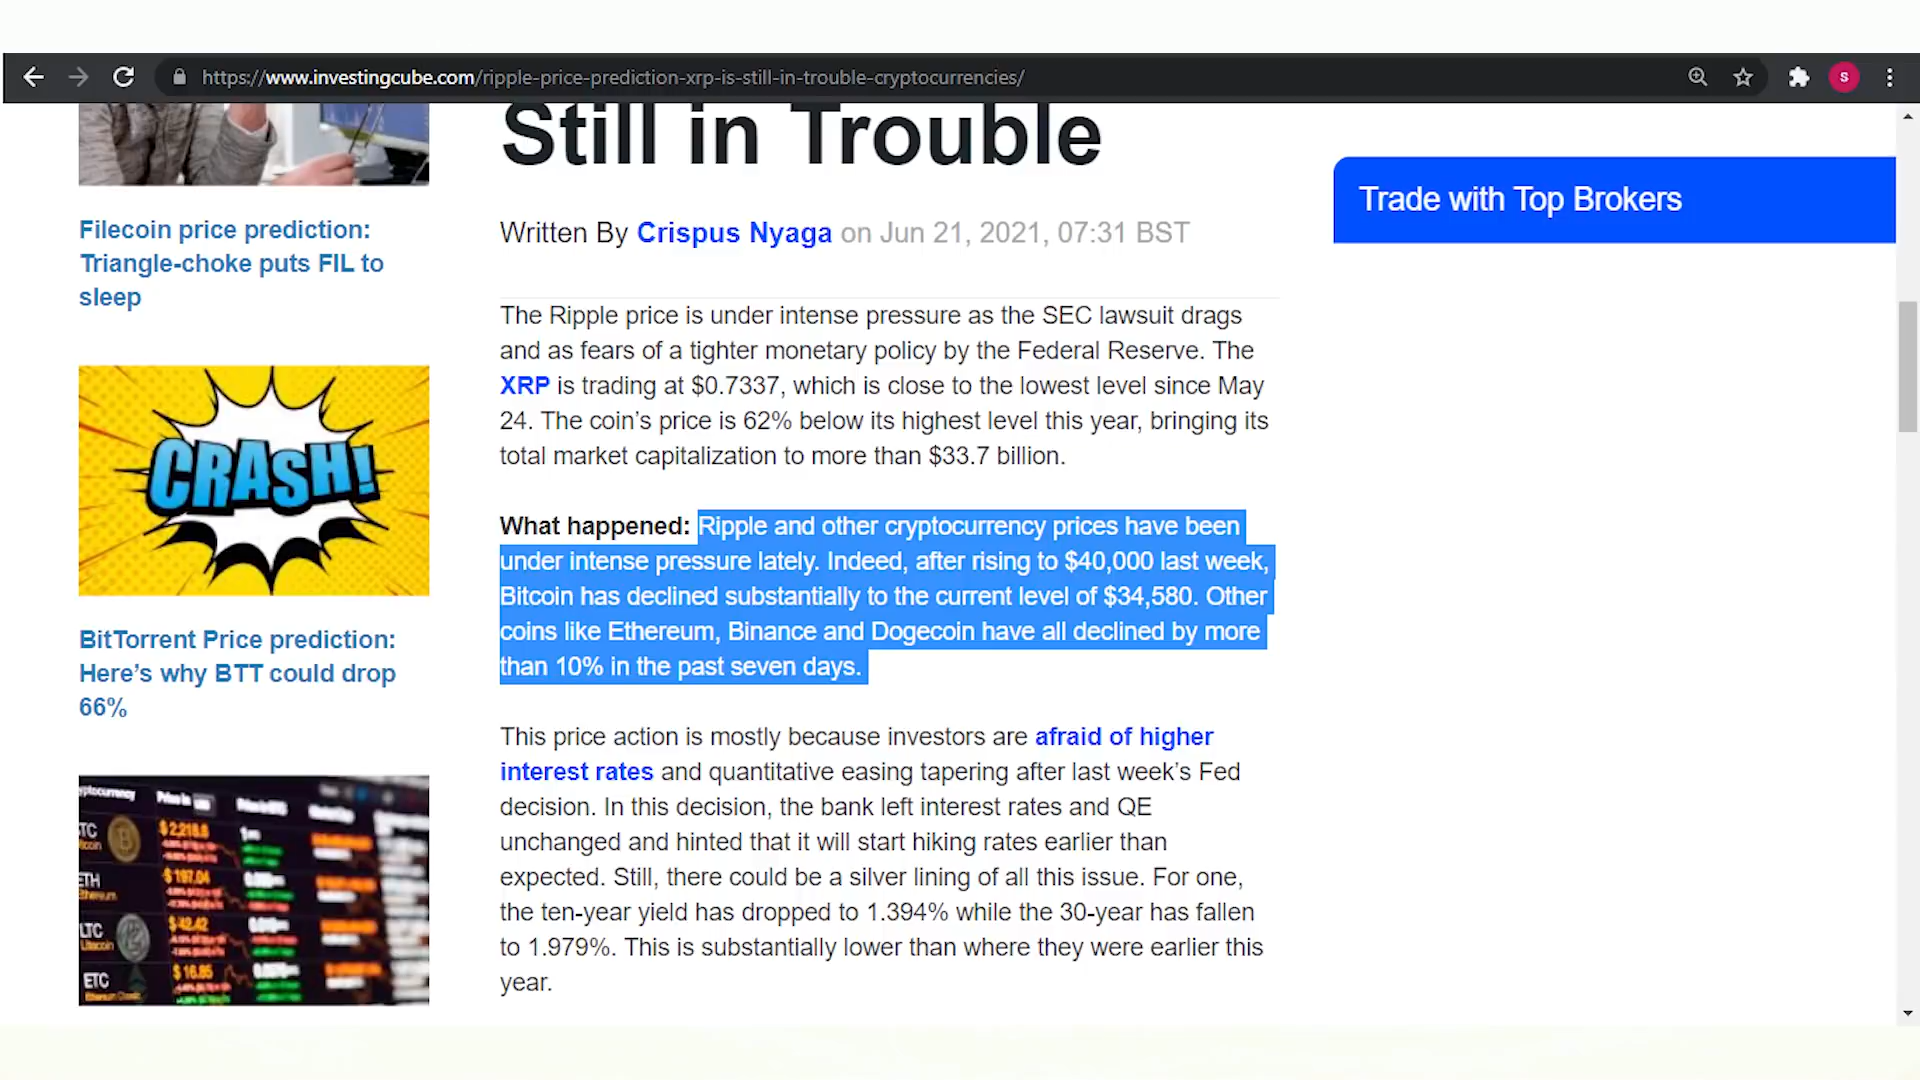 https://www.investingcube.com/ripple-price-prediction-xrp-is-still-in-trouble-cryptocurrencies/
S
Still in Trouble
Trade with Top Brokers
Written By Crispus Nyaga on Jun 21, 2021, 07:31 BST
Filecoin price prediction:
Triangle-choke puts FIL to
sleep
CRASH!
BitTorrent Price prediction:
Here’s why BTT could drop
66%
The Ripple price is under intense pressure as the SEC lawsuit drags
and as fears of a tighter monetary policy by the Federal Reserve. The
XRP is trading at $0.7337, which is close to the lowest level since May
24. The coin’s price is 62% below its highest level this year, bringing its
total market capitalization to more than $33.7 billion.
What happened: Ripple and other cryptocurrency prices have been
under intense pressure lately. Indeed, after rising to $40,000 last week,
Bitcoin has declined substantially to the current level of $34,580. Other
coins like Ethereum, Binance and Dogecoin have all declined by more
than 10% in the past seven days.
This price action is mostly because investors are afraid of higher
interest rates and quantitative easing tapering after last week’s Fed
decision. In this decision, the bank left interest rates and QE
unchanged and hinted that it will start hiking rates earlier than
expected. Still, there could be a silver lining of all this issue. For one,
the ten-year yield has dropped to 1.394% while the 30-year has fallen
to 1.979%. This is substantially lower than where they were earlier this
year.
$2,218.8
ETH
$197.04
LTC
$42.42
ETC
$16.85